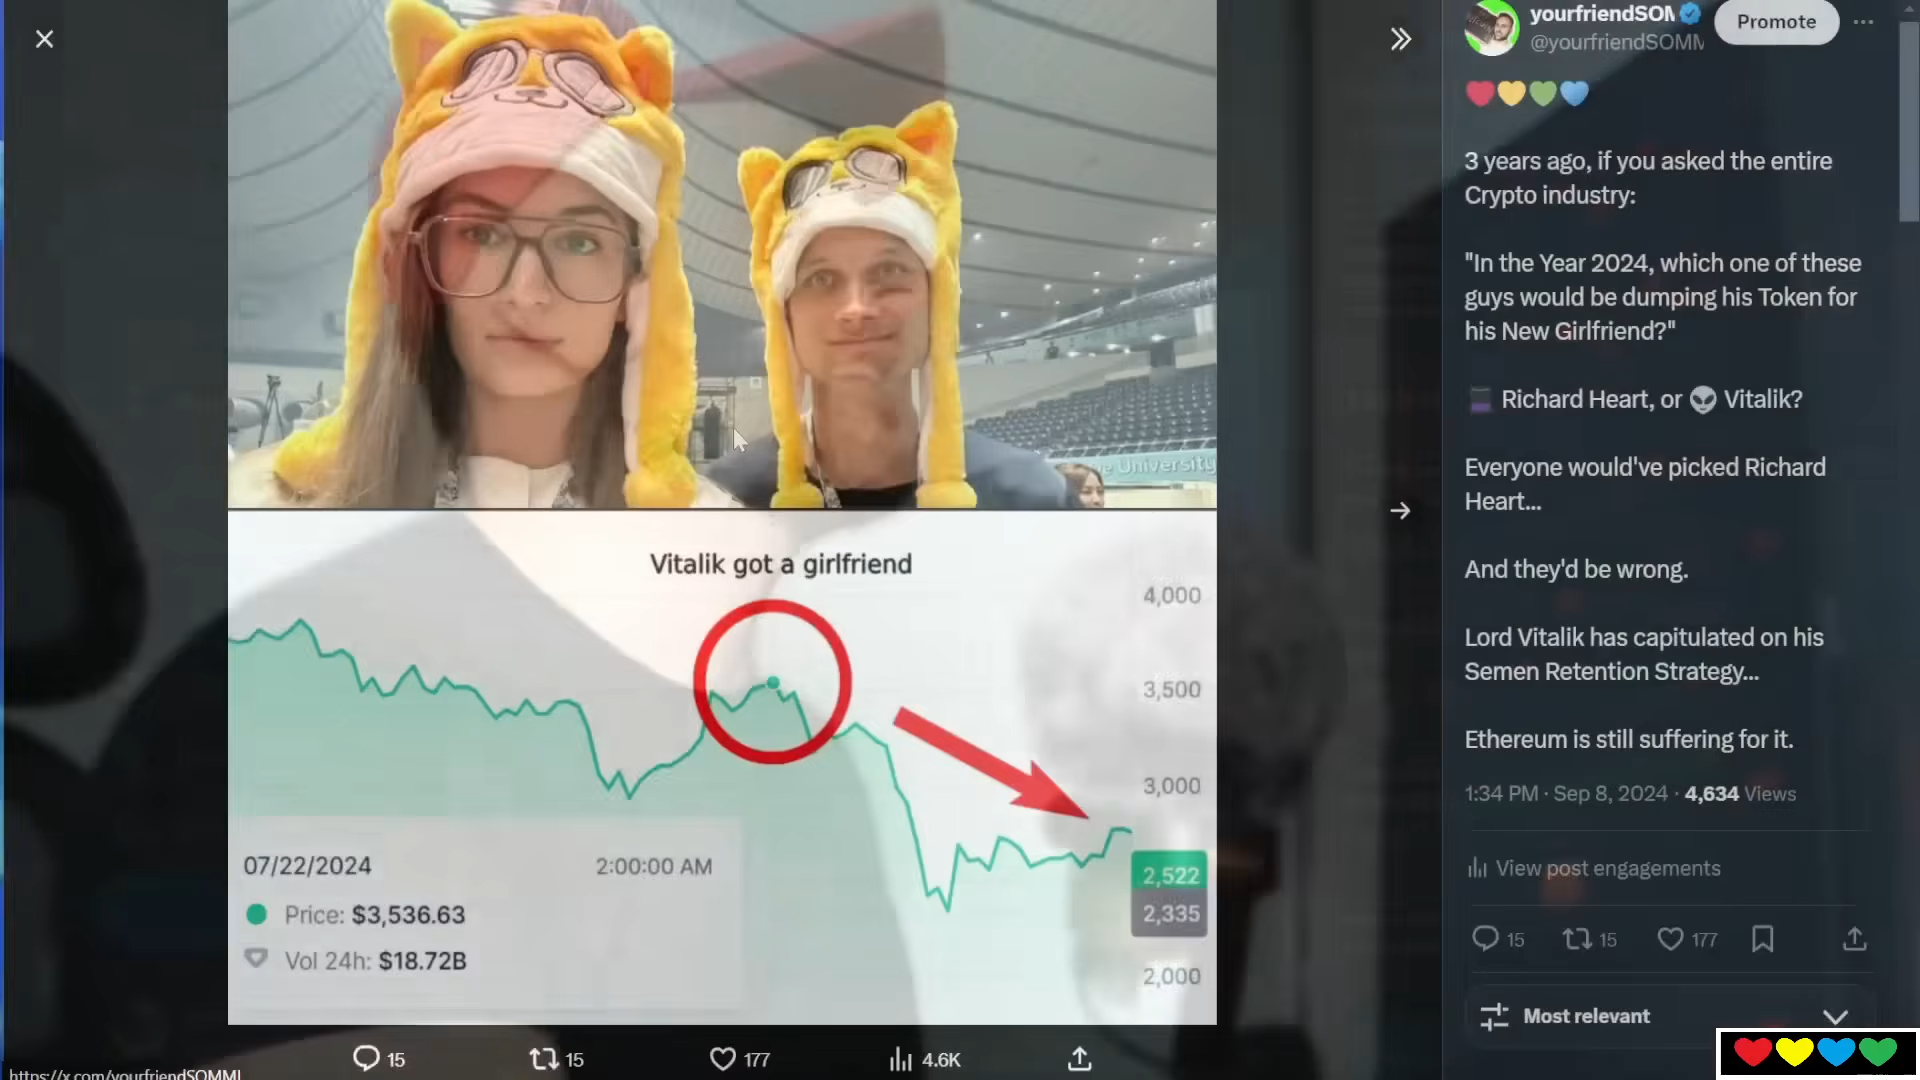 yourfriendSOM
@yourfriendSOMM
Promote
3 years ago, if you asked the entire
Crypto industry:
"In the Year 2024, which one of these
guys would be dumping his Token for
his New Girlfriend?"
Richard Heart, or 👽 Vitalik?
Everyone would've picked Richard
Heart...
And they'd be wrong.
Lord Vitalik has capitulated on his
Semen Retention Strategy...
Ethereum is still suffering for it.
1:34 PM · Sep 8, 2024 · 4,634 Views
View post engagements
15
15
177
Most relevant
University
Vitalik got a girlfriend
4,000
3,500
3,000
2,522
2,335
2,000
07/22/2024
2:00:00 AM
Price: $3,536.63
Vol 24h: $18.72B
15
15
177
4.6K
https://x.com/yourfriendSOMMI